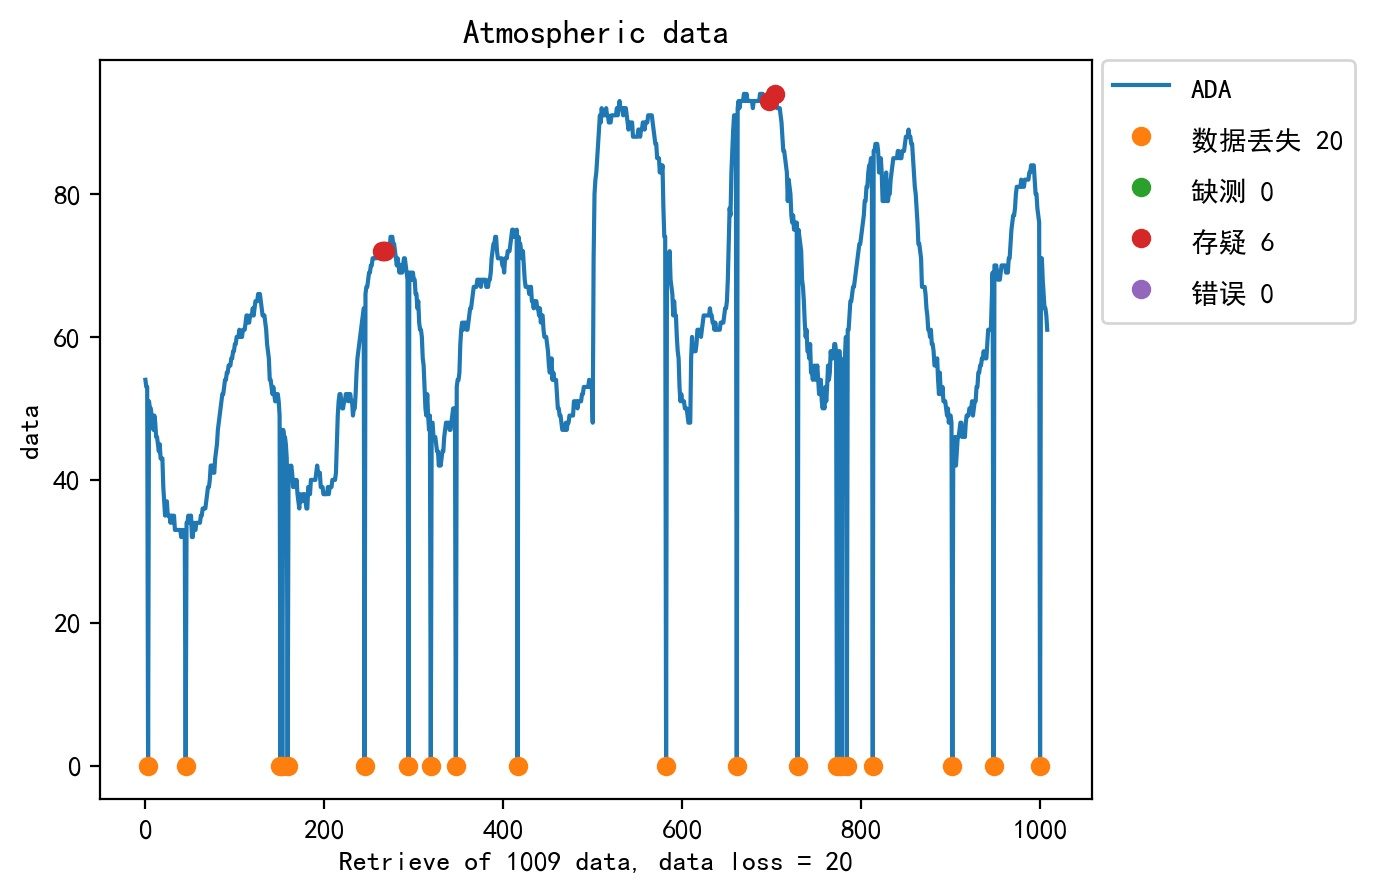 Atmospheric data
ADA
数据丢失 20
缺测 0
存疑 6
错误 0
data
80
60
40
20
0
0 200 400 600 800 1000
Retrieve of 1009 data, data loss = 20